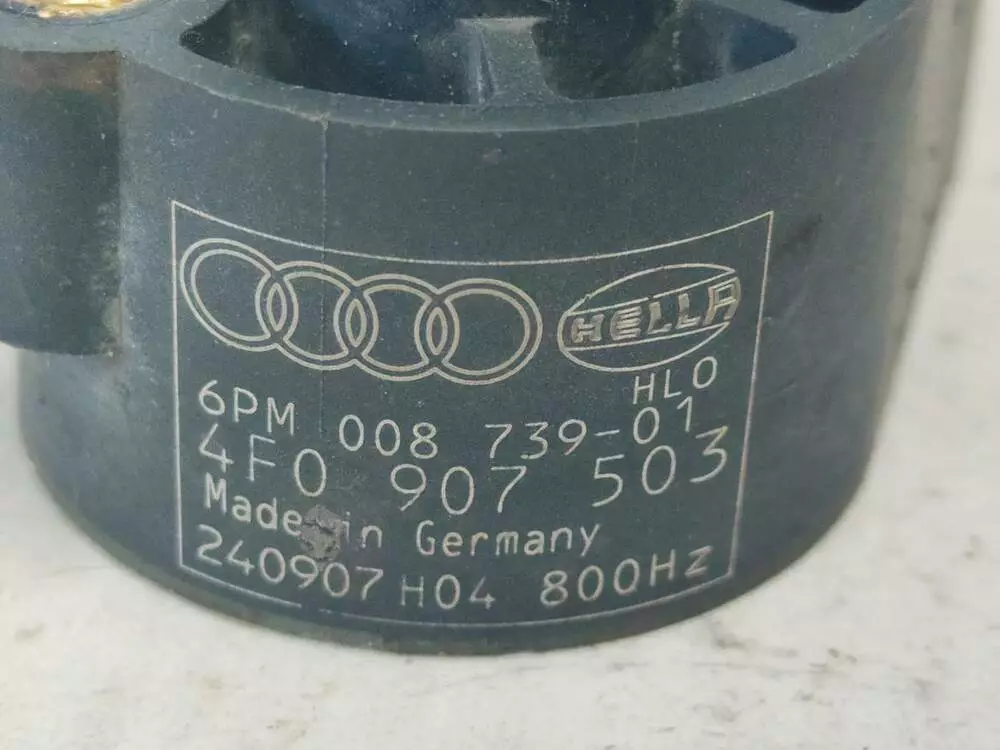 HELLA
HLO
6PM 008 739-01
4F0 907 503
Made in Germany
240907 H04 800Hz